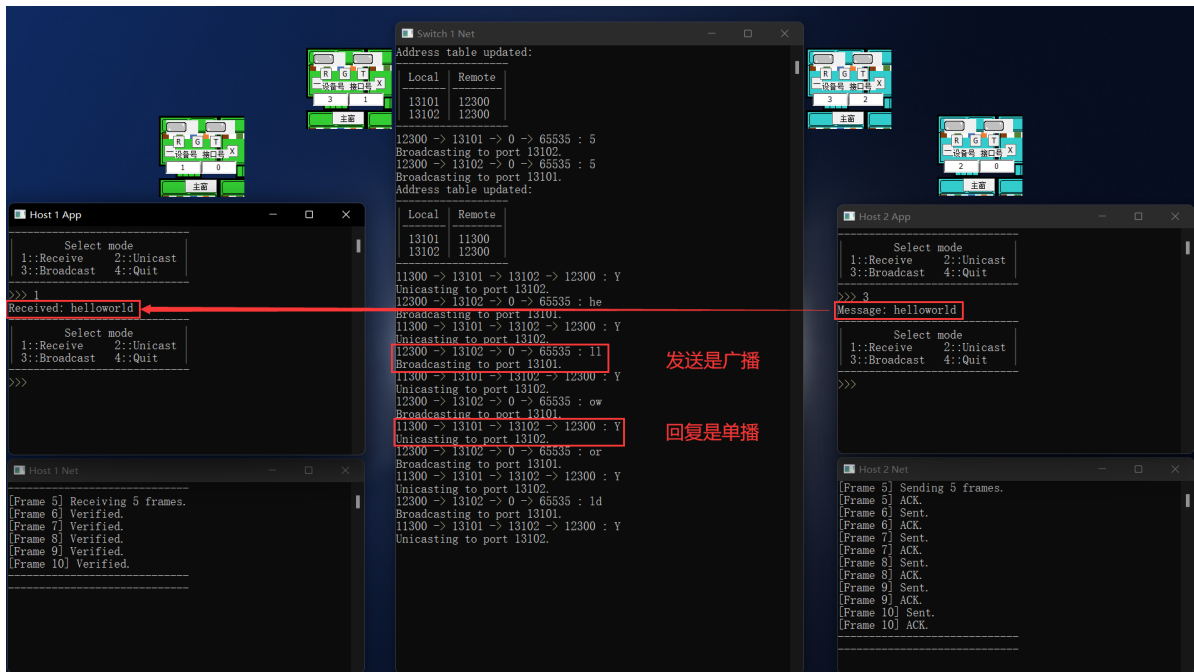 Switch 1 Net
Address table updated:
Local Remote
13101 12300
13102 12300
12300 -> 13101 -> 0 -> 65535 : 5
Broadcasting to port 13102.
12300 -> 13102 -> 0 -> 65535 : 5
Broadcasting to port 13101.
Address table updated:
Local Remote
13101 11300
13102 12300
11300 -> 13101 -> 13102 -> 12300 : Y
Unicasting to port 13102.
12300 -> 13102 -> 0 -> 65535 : he
Broadcasting to port 13101.
11300 -> 13101 -> 13102 -> 12300 : Y
Unicasting to port 13102.
12300 -> 13102 -> 0 -> 65535 : ll
Broadcasting to port 13101.
11300 -> 13101 -> 13102 -> 12300 : Y
Unicasting to port 13102.
12300 -> 13102 -> 0 -> 65535 : ow
Broadcasting to port 13101.
11300 -> 13101 -> 13102 -> 12300 : Y
Unicasting to port 13102.
12300 -> 13102 -> 0 -> 65535 : or
Broadcasting to port 13101.
11300 -> 13101 -> 13102 -> 12300 : Y
Unicasting to port 13102.
12300 -> 13102 -> 0 -> 65535 : ld
Broadcasting to port 13101.
11300 -> 13101 -> 13102 -> 12300 : Y
Unicasting to port 13102.
R G T
设备号 接口号 X
3 1
主窗
R G T
设备号 接口号 X
1 0
主窗
R G T
设备号 接口号 X
3 2
主窗
R G T
设备号 接口号 X
2 0
主窗
Host 1 App
Select mode
1::Receive 2::Unicast
3::Broadcast 4::Quit
>>> 1
Received: helloworld
Select mode
1::Receive 2::Unicast
3::Broadcast 4::Quit
>>>
Host 1 Net
[Frame 5] Receiving 5 frames.
[Frame 6] Verified.
[Frame 7] Verified.
[Frame 8] Verified.
[Frame 9] Verified.
[Frame 10] Verified.
发送是广播
回复是单播
Host 2 App
Select mode
1::Receive 2::Unicast
3::Broadcast 4::Quit
>>> 3
Message: helloworld
Select mode
1::Receive 2::Unicast
3::Broadcast 4::Quit
>>>
Host 2 Net
[Frame 5] Sending 5 frames.
[Frame 5] ACK.
[Frame 6] Sent.
[Frame 6] ACK.
[Frame 7] Sent.
[Frame 7] ACK.
[Frame 8] Sent.
[Frame 8] ACK.
[Frame 9] Sent.
[Frame 9] ACK.
[Frame 10] Sent.
[Frame 10] ACK.